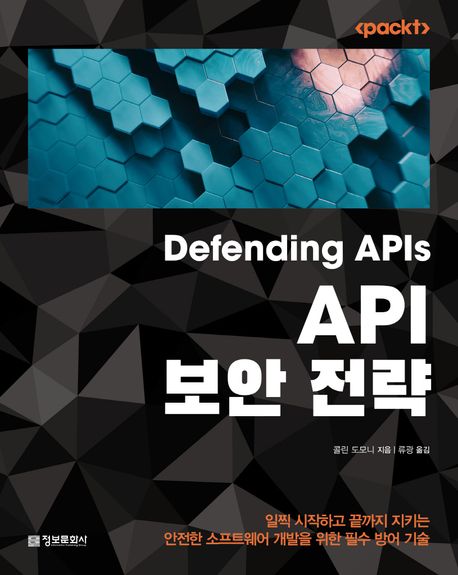 <packt>
Defending APIs
API
보안 전략
콜린 도모니 지음 | 류광 옮김
일찍 시작하고 끝까지 지키는
안전한 소프트웨어 개발을 위한 필수 방어 기술
정보문화사